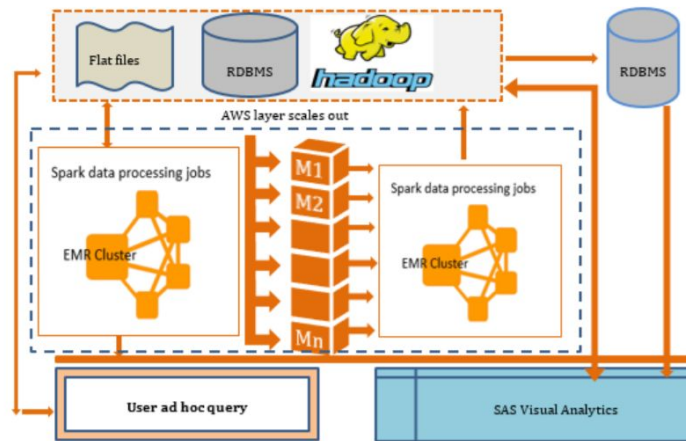 Flat files
RDBMS
hadoop
RDBMS
AWS layer scales out
Spark data processing jobs
EMR Cluster
M1
M2
Mn
Spark data processing jobs
EMR Cluster
User ad hoc query
SAS Visual Analytics